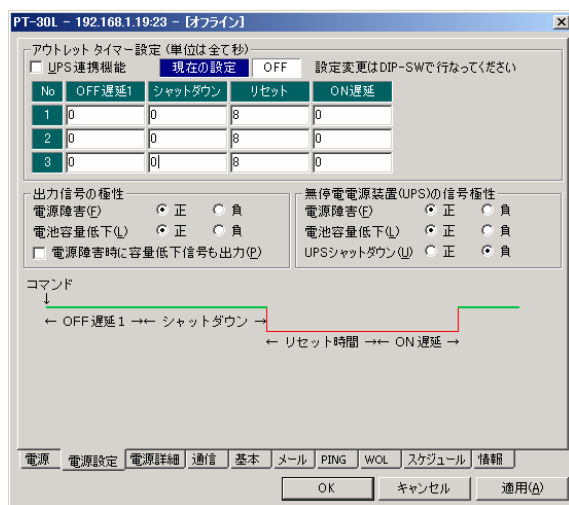 PT-30L - 192.168.1.19:23 - [オフライン]
アウトレット タイマー設定 (単位は全て秒)
UPS連携機能 現在の設定 OFF 設定変更はDIP-SWで行なってください
No OFF遅延1 シャットダウン リセット ON遅延
1 0 0 8 0
2 0 0 8 0
3 0 0 8 0
出力信号の極性
電源障害(F) 正 負
電池容量低下(L) 正 負
電源障害時に容量低下信号も出力(P)
無停電電源装置(UPS)の信号極性
電源障害(F) 正 負
電池容量低下(L) 正 負
UPSシャットダウン(U) 正 負
コマンド
↓
← OFF遅延1 →← シャットダウン →
← リセット時間 →← ON遅延 →
電源 電源設定 電源詳細 通信 基本 メール PING WOL スケジュール 情報
OK キャンセル 適用(A)